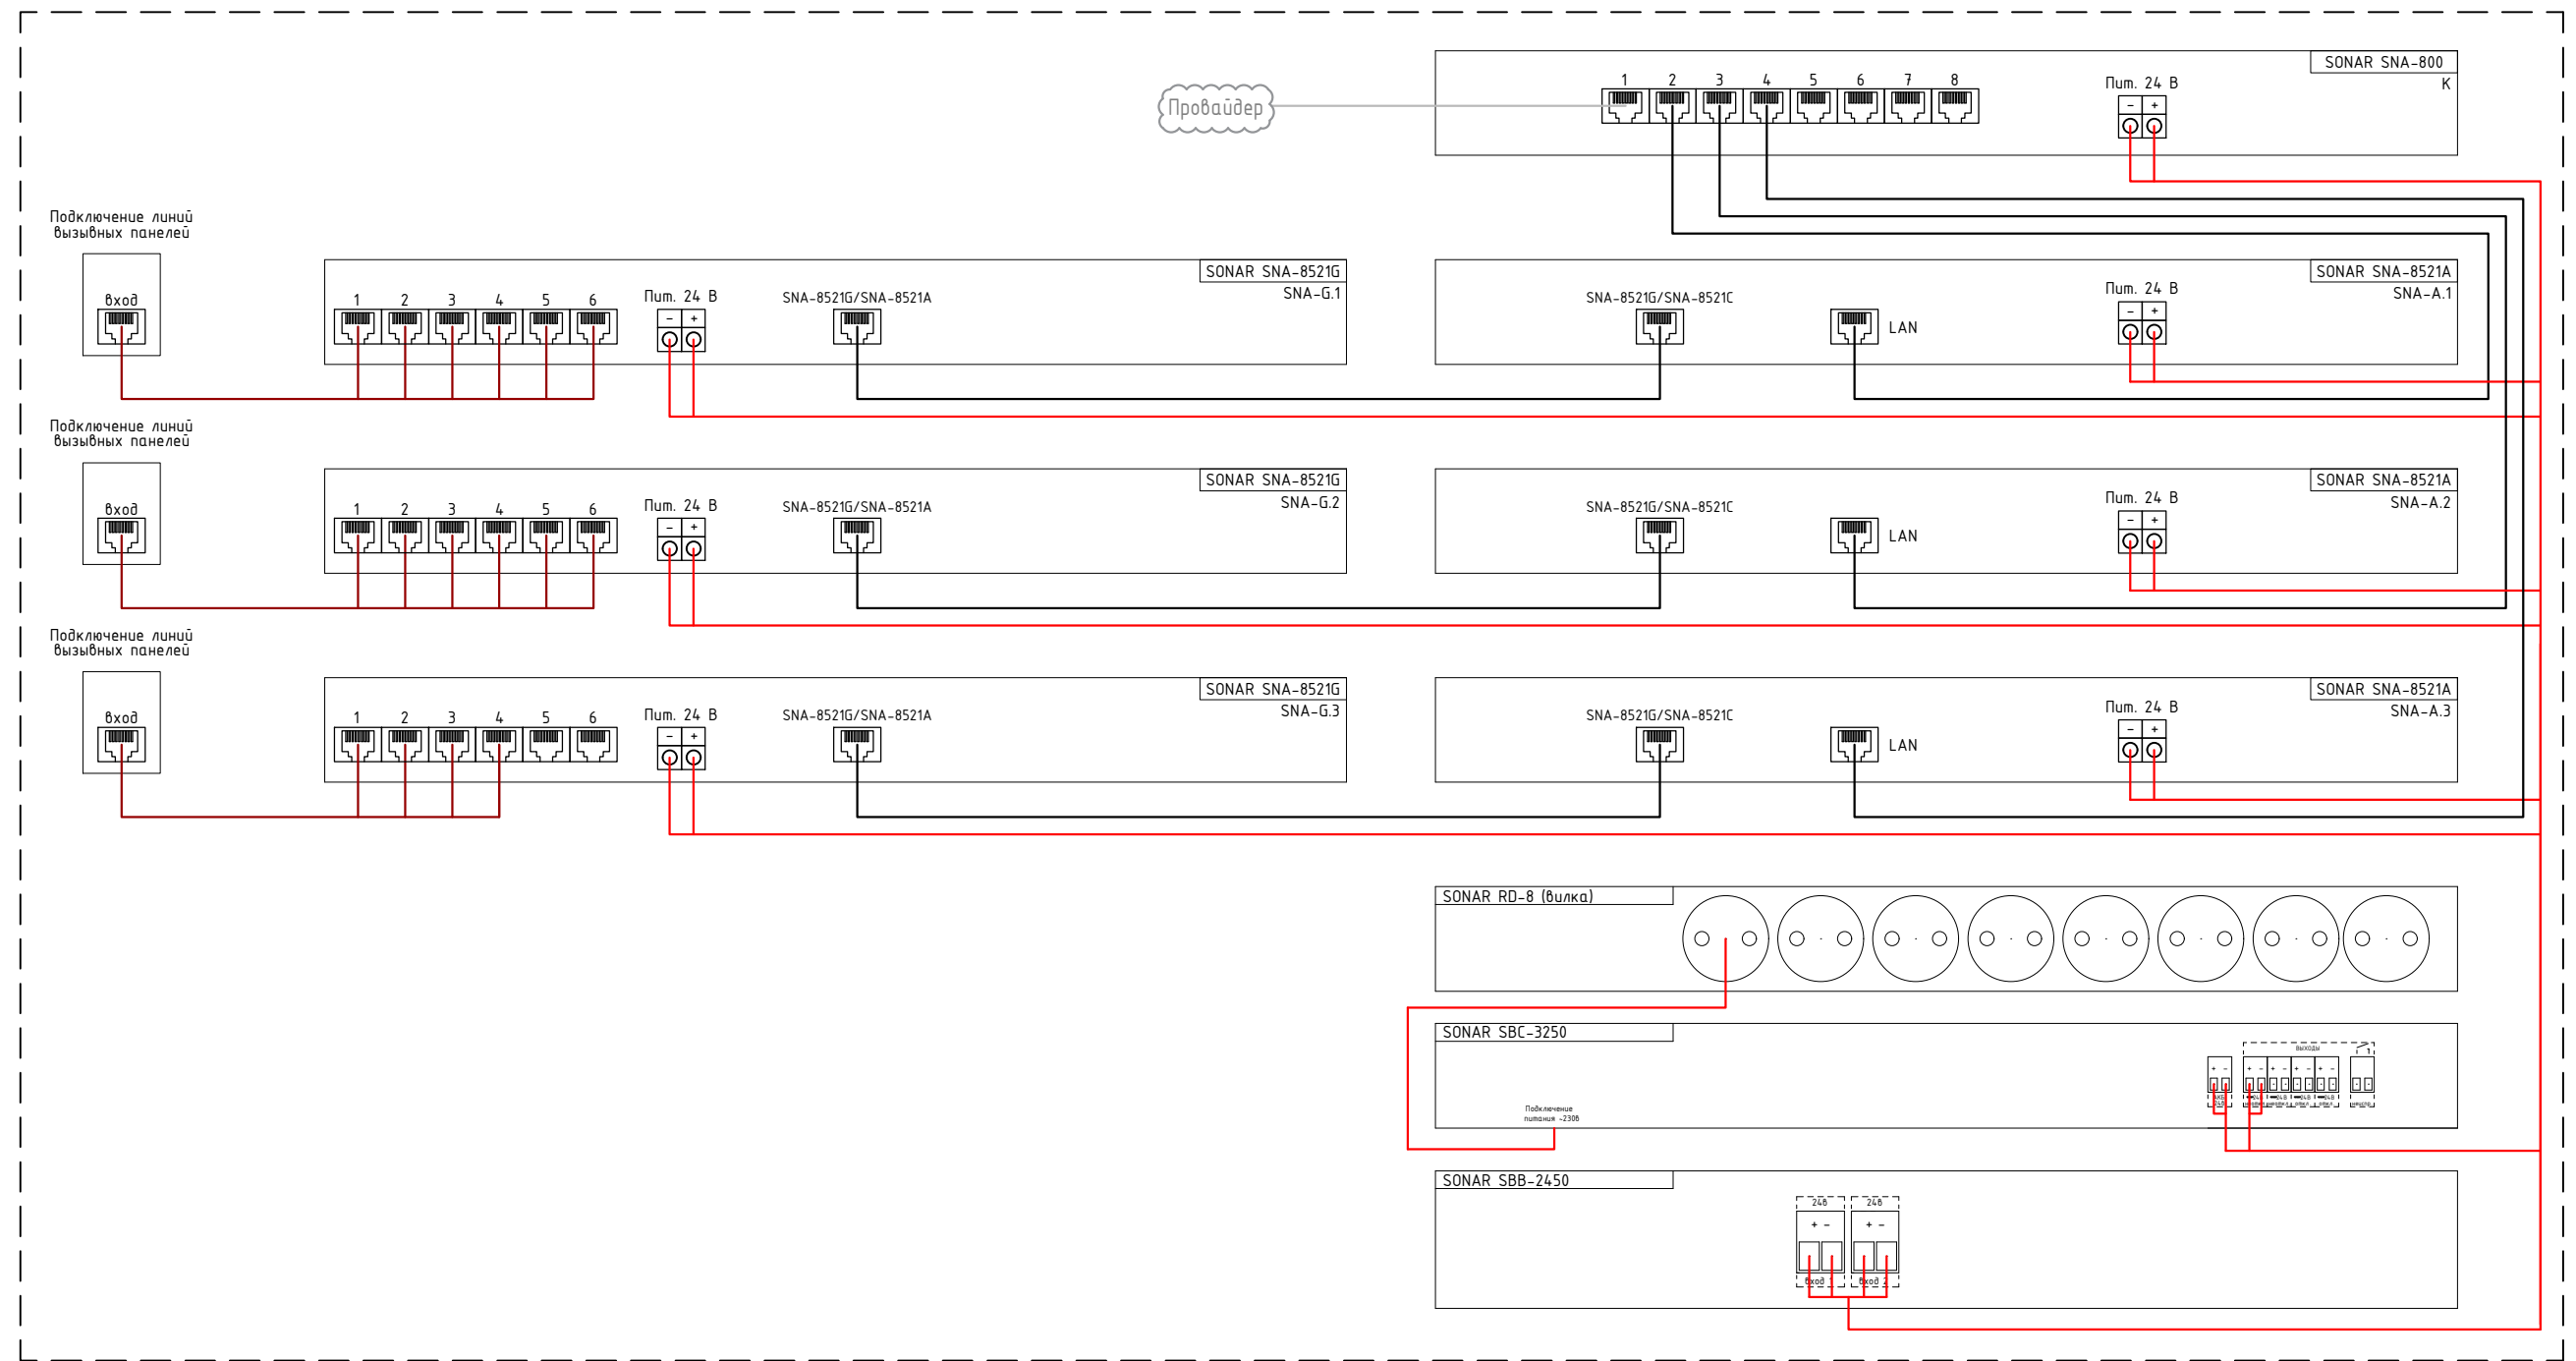 SONAR SNA-800
K
1 2 3 4 5 6 7 8
Пит. 24 В
- +
Провайдер
Подключение линий
вызывных панелей
вход
SONAR SNA-8521G
SNA-G.1
1 2 3 4 5 6
Пит. 24 В
- +
SNA-8521G/SNA-8521A
SONAR SNA-8521A
SNA-A.1
SNA-8521G/SNA-8521C
LAN
Пит. 24 В
- +
Подключение линий
вызывных панелей
вход
SONAR SNA-8521G
SNA-G.2
1 2 3 4 5 6
Пит. 24 В
- +
SNA-8521G/SNA-8521A
SONAR SNA-8521A
SNA-A.2
SNA-8521G/SNA-8521C
LAN
Пит. 24 В
- +
Подключение линий
вызывных панелей
вход
SONAR SNA-8521G
SNA-G.3
1 2 3 4 5 6
Пит. 24 В
- +
SNA-8521G/SNA-8521A
SONAR SNA-8521A
SNA-A.3
SNA-8521G/SNA-8521C
LAN
Пит. 24 В
- +
SONAR RD-8 (вилка)
SONAR SBC-3250
Подключение
питания ~230в
ВЫХОДЫ
+ - + - + - + - + -
SONAR SBB-2450
24в 24в
+ - + -
вход 1 вход 2